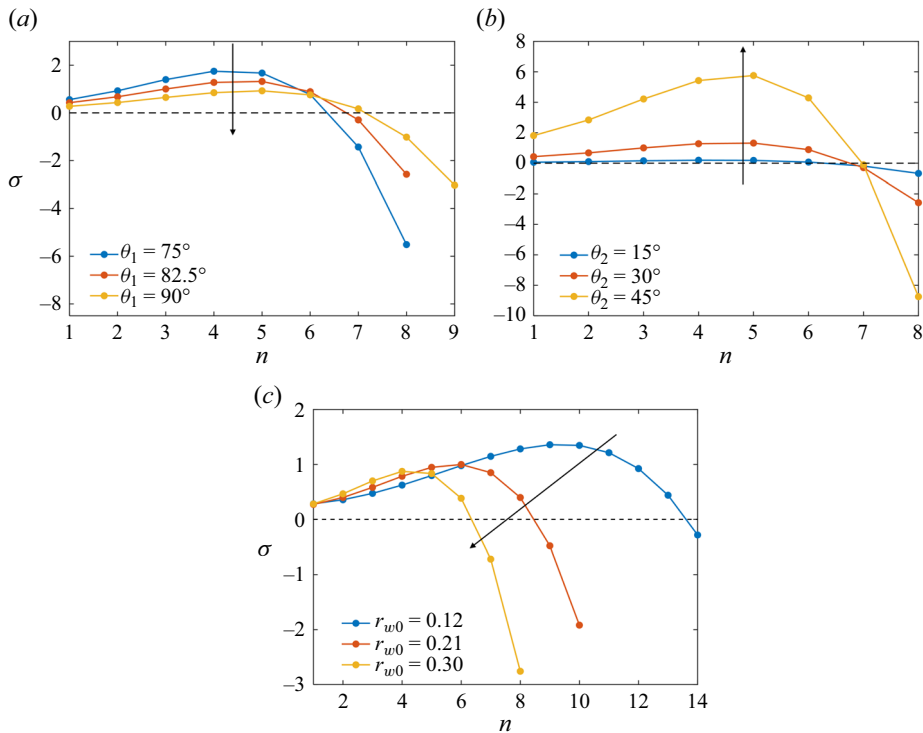 (a)
2
0
σ
−2
−4
−6
−8
θ1 = 75°
θ1 = 82.5°
θ1 = 90°
1 2 3 4 5 6 7 8 9
n
(b)
8
6
4
2
0
−2
−4
−6
−8
−10
θ2 = 15°
θ2 = 30°
θ2 = 45°
1 2 3 4 5 6 7 8
n
(c)
2
1
0
σ
−1
−2
−3
rw0 = 0.12
rw0 = 0.21
rw0 = 0.30
2 4 6 8 10 12 14
n